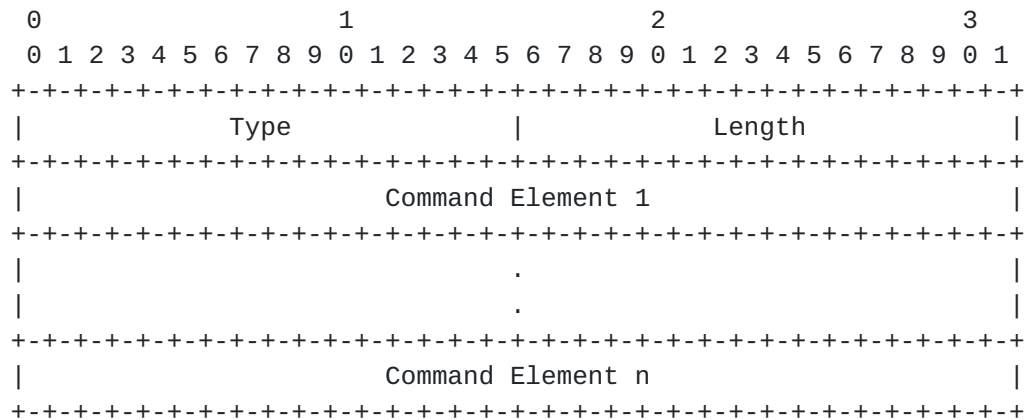 0                   1                   2                   3
 0 1 2 3 4 5 6 7 8 9 0 1 2 3 4 5 6 7 8 9 0 1 2 3 4 5 6 7 8 9 0 1
+-+-+-+-+-+-+-+-+-+-+-+-+-+-+-+-+-+-+-+-+-+-+-+-+-+-+-+-+-+-+-+-+
|             Type              |            Length             |
+-+-+-+-+-+-+-+-+-+-+-+-+-+-+-+-+-+-+-+-+-+-+-+-+-+-+-+-+-+-+-+-+
|                       Command Element 1                       |
+-+-+-+-+-+-+-+-+-+-+-+-+-+-+-+-+-+-+-+-+-+-+-+-+-+-+-+-+-+-+-+-+
|                               .                               |
|                               .                               |
+-+-+-+-+-+-+-+-+-+-+-+-+-+-+-+-+-+-+-+-+-+-+-+-+-+-+-+-+-+-+-+-+
|                       Command Element n                       |
+-+-+-+-+-+-+-+-+-+-+-+-+-+-+-+-+-+-+-+-+-+-+-+-+-+-+-+-+-+-+-+-+